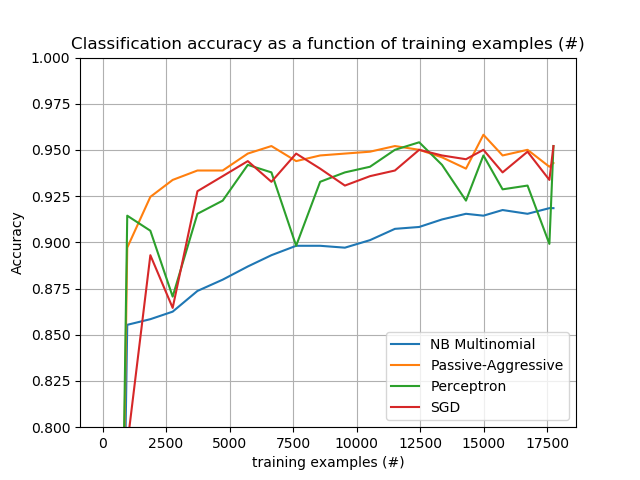 Classification accuracy as a function of training examples (#)
1.000
0.975
0.950
0.925
0.900
0.875
0.850
0.825
0.800
Accuracy
NB Multinomial
Passive-Aggressive
Perceptron
SGD
0 2500 5000 7500 10000 12500 15000 17500
training examples (#)